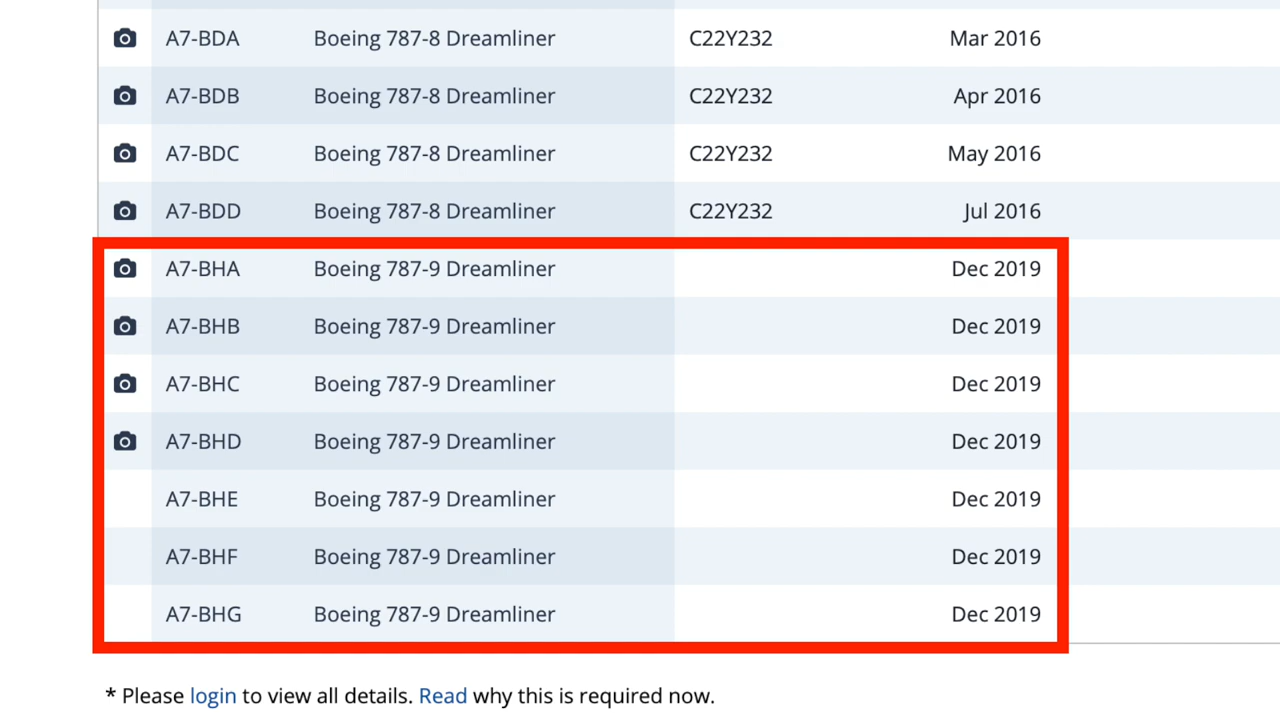 A7-BDA Boeing 787-8 Dreamliner C22Y232 Mar 2016
A7-BDB Boeing 787-8 Dreamliner C22Y232 Apr 2016
A7-BDC Boeing 787-8 Dreamliner C22Y232 May 2016
A7-BDD Boeing 787-8 Dreamliner C22Y232 Jul 2016
A7-BHA Boeing 787-9 Dreamliner Dec 2019
A7-BHB Boeing 787-9 Dreamliner Dec 2019
A7-BHC Boeing 787-9 Dreamliner Dec 2019
A7-BHD Boeing 787-9 Dreamliner Dec 2019
A7-BHE Boeing 787-9 Dreamliner Dec 2019
A7-BHF Boeing 787-9 Dreamliner Dec 2019
A7-BHG Boeing 787-9 Dreamliner Dec 2019
* Please login to view all details. Read why this is required now.